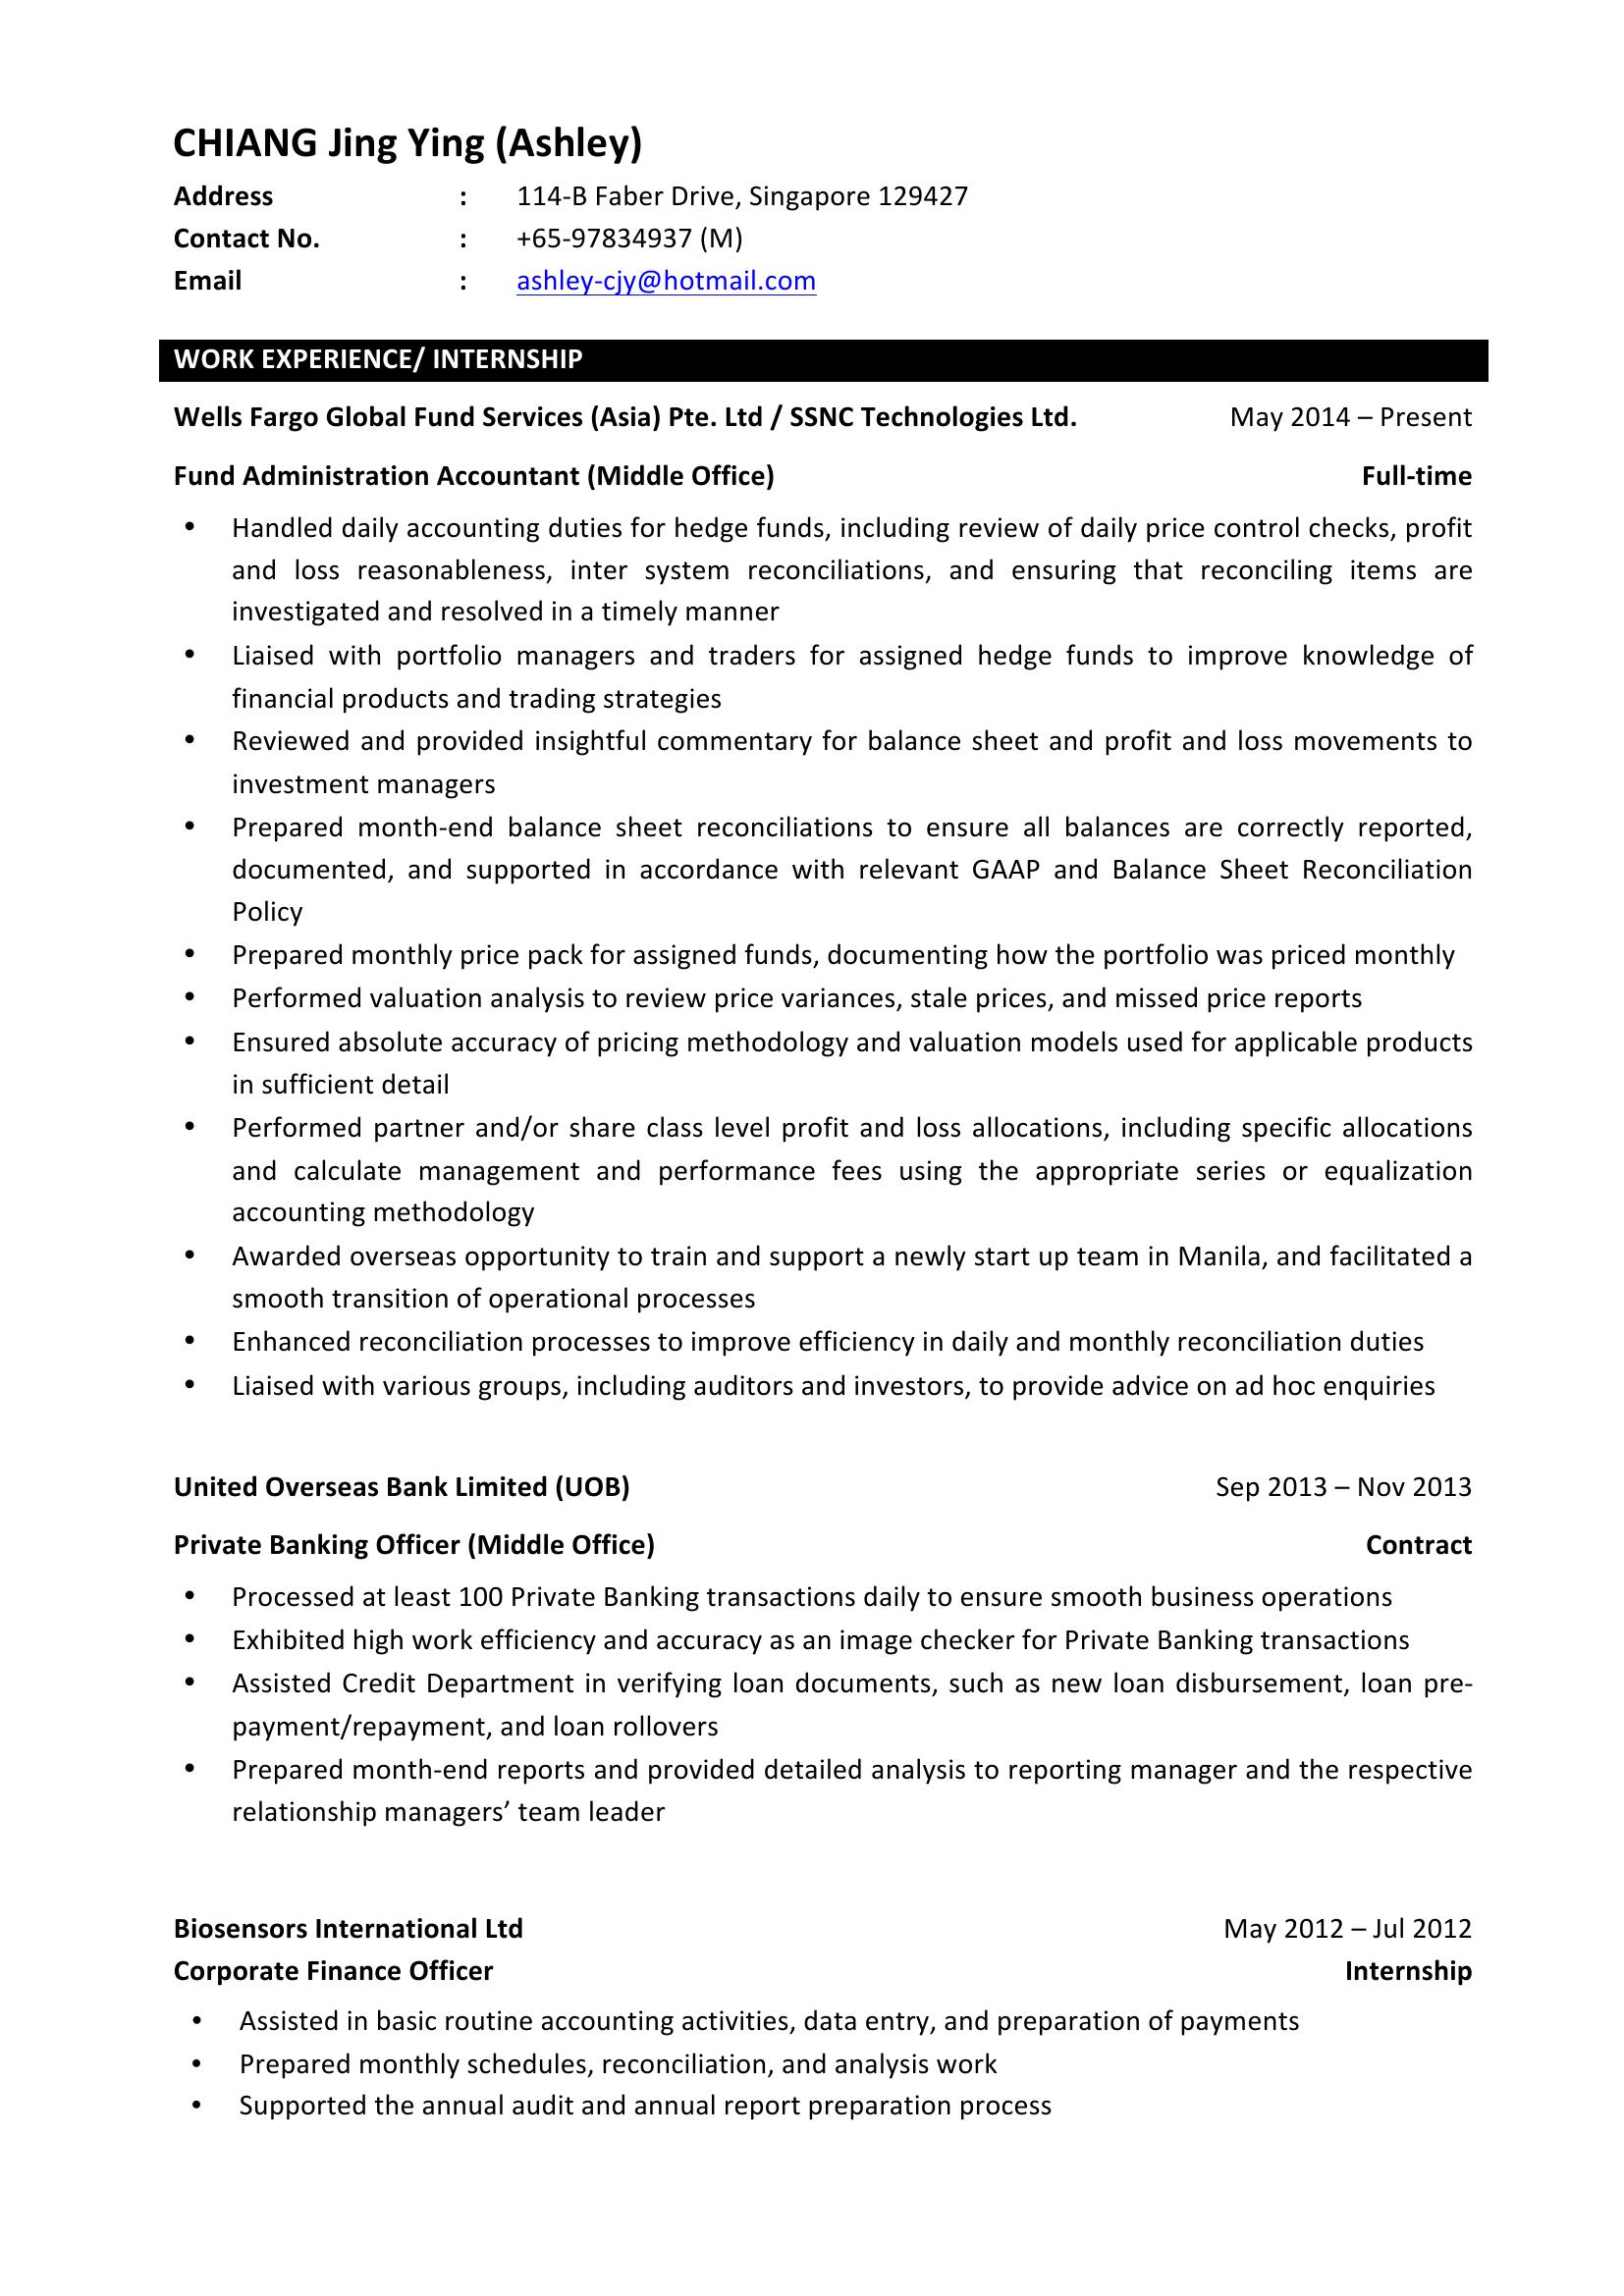 CHIANG Jing Ying (Ashley)
Address : 114-B Faber Drive, Singapore 129427
Contact No. : +65-97834937 (M)
Email : ashley-cjy@hotmail.com
WORK EXPERIENCE/ INTERNSHIP
Wells Fargo Global Fund Services (Asia) Pte. Ltd / SSNC Technologies Ltd. May 2014 – Present
Fund Administration Accountant (Middle Office) Full-time
• Handled daily accounting duties for hedge funds, including review of daily price control checks, profit
and loss reasonableness, inter system reconciliations, and ensuring that reconciling items are
investigated and resolved in a timely manner
• Liaised with portfolio managers and traders for assigned hedge funds to improve knowledge of
financial products and trading strategies
• Reviewed and provided insightful commentary for balance sheet and profit and loss movements to
investment managers
• Prepared month-end balance sheet reconciliations to ensure all balances are correctly reported,
documented, and supported in accordance with relevant GAAP and Balance Sheet Reconciliation
Policy
• Prepared monthly price pack for assigned funds, documenting how the portfolio was priced monthly
• Performed valuation analysis to review price variances, stale prices, and missed price reports
• Ensured absolute accuracy of pricing methodology and valuation models used for applicable products
in sufficient detail
• Performed partner and/or share class level profit and loss allocations, including specific allocations
and calculate management and performance fees using the appropriate series or equalization
accounting methodology
• Awarded overseas opportunity to train and support a newly start up team in Manila, and facilitated a
smooth transition of operational processes
• Enhanced reconciliation processes to improve efficiency in daily and monthly reconciliation duties
• Liaised with various groups, including auditors and investors, to provide advice on ad hoc enquiries
United Overseas Bank Limited (UOB) Sep 2013 – Nov 2013
Private Banking Officer (Middle Office) Contract
• Processed at least 100 Private Banking transactions daily to ensure smooth business operations
• Exhibited high work efficiency and accuracy as an image checker for Private Banking transactions
• Assisted Credit Department in verifying loan documents, such as new loan disbursement, loan pre-
payment/repayment, and loan rollovers
• Prepared month-end reports and provided detailed analysis to reporting manager and the respective
relationship managers’ team leader
Biosensors International Ltd May 2012 – Jul 2012
Corporate Finance Officer Internship
• Assisted in basic routine accounting activities, data entry, and preparation of payments
• Prepared monthly schedules, reconciliation, and analysis work
• Supported the annual audit and annual report preparation process